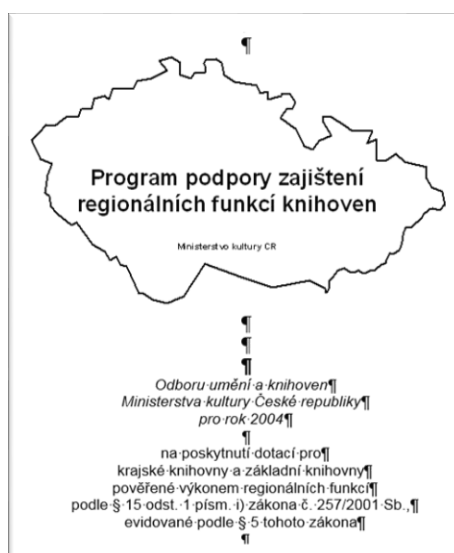 ¶
Program podpory zajištení
regionálních funkcí knihoven
Ministerstvo kultury CR
¶
¶
¶
Odboru·umění·a·knihoven¶
Ministerstva·kultury·České·republiky¶
pro·rok·2004¶
¶
na·poskytnutí·dotací·pro¶
krajské·knihovny·a·základní·knihovny¶
pověřené·výkonem·regionálních·funkcí¶
podle·§·15·odst.·1·písm.·i)·zákona·č.·257/2001·Sb.,¶
evidované·podle·§·5·tohoto·zákona¶
¶